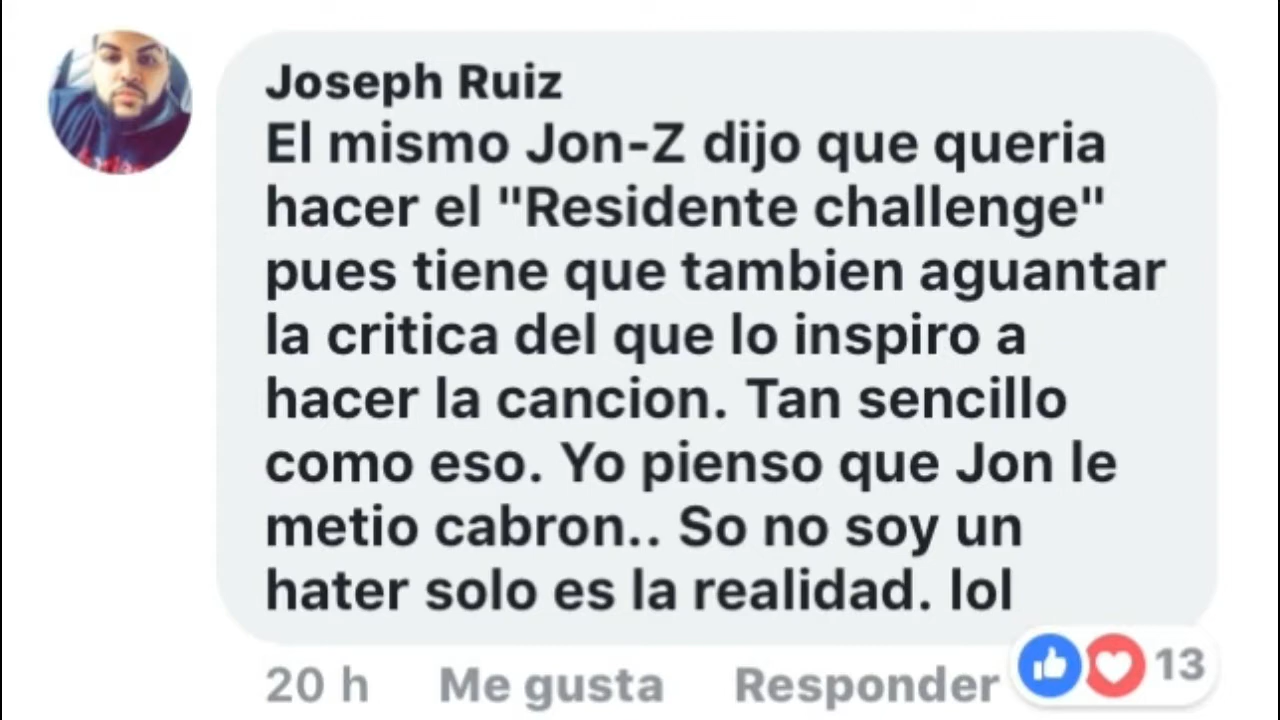 Joseph Ruiz
El mismo Jon-Z dijo que queria
hacer el "Residente challenge"
pues tiene que tambien aguantar
la critica del que lo inspiro a
hacer la cancion. Tan sencillo
como eso. Yo pienso que Jon le
metio cabron.. So no soy un
hater solo es la realidad. lol
20 h Me gusta Responder 13